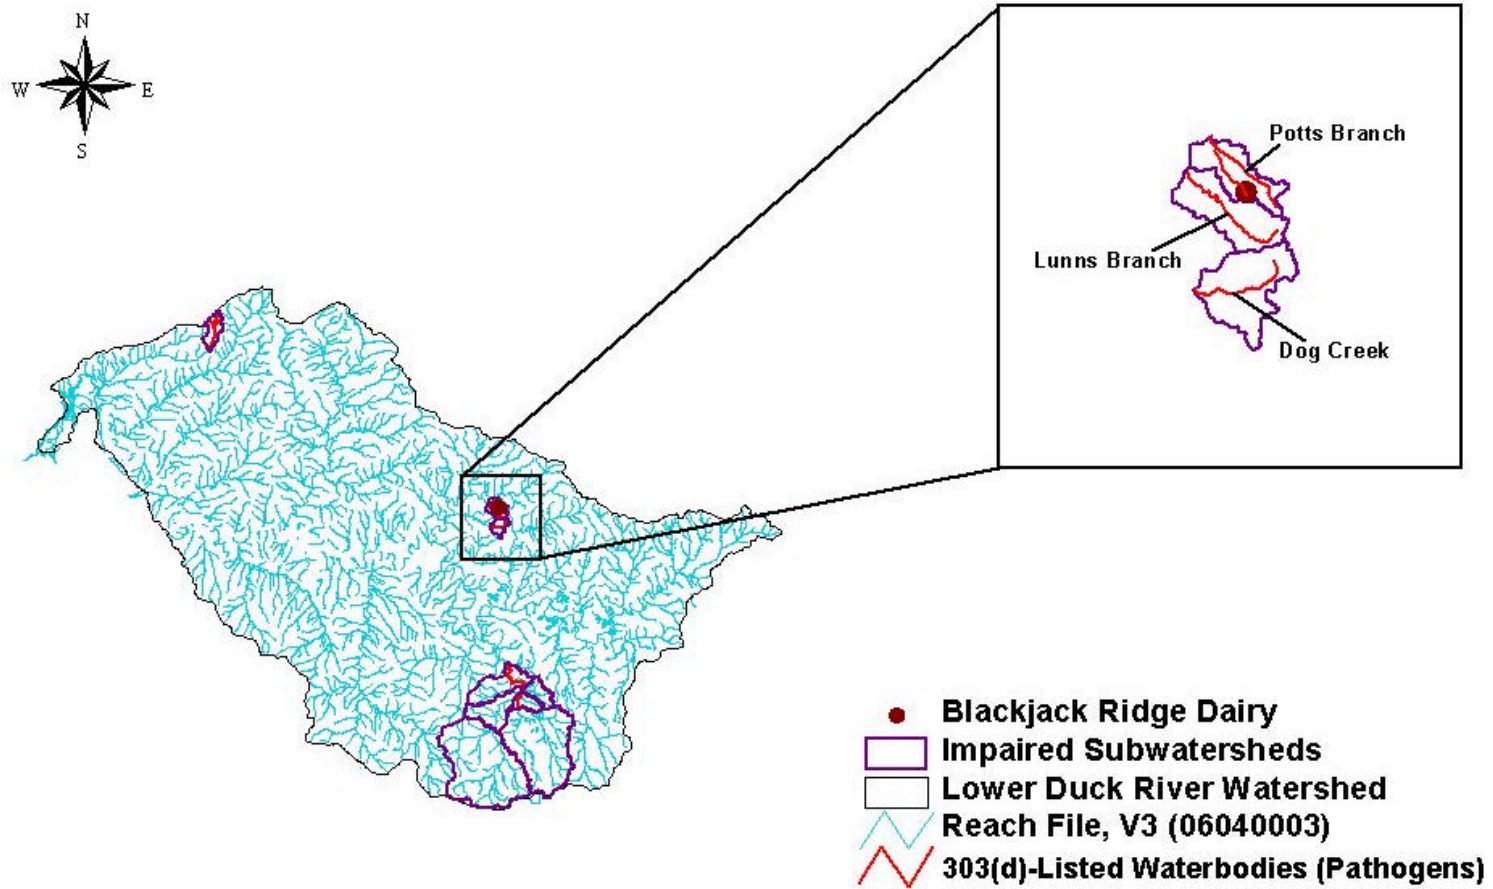 N
W E
S
Potts Branch
Lunns Branch
Dog Creek
Blackjack Ridge Dairy
Impaired Subwatersheds
Lower Duck River Watershed
Reach File, V3 (06040003)
303(d)-Listed Waterbodies (Pathogens)